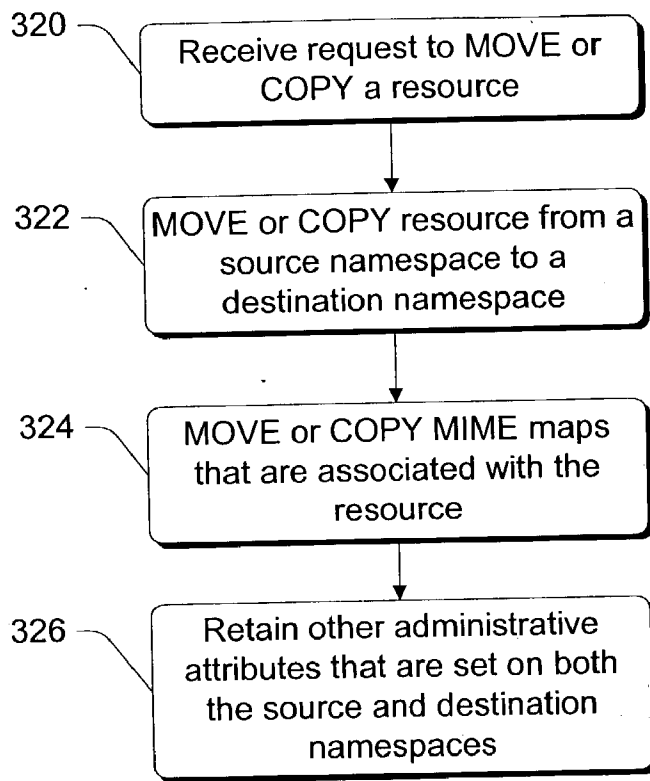 320
Receive request to MOVE or
COPY a resource
322
MOVE or COPY resource from a
source namespace to a
destination namespace
324
MOVE or COPY MIME maps
that are associated with the
resource
326
Retain other administrative
attributes that are set on both
the source and destination
namespaces